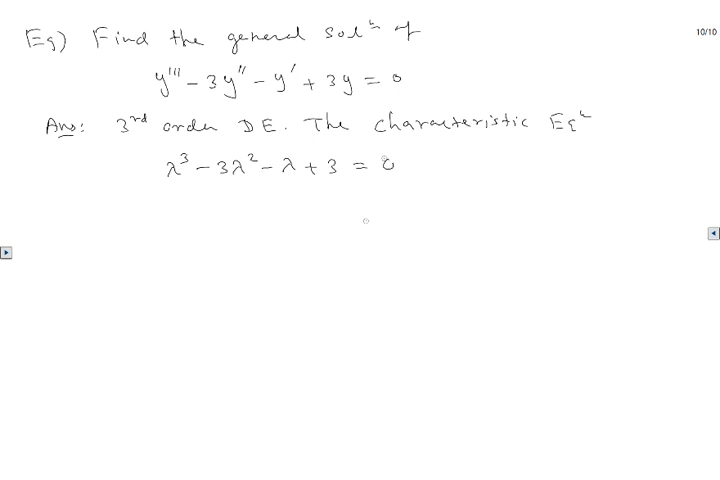 10/10
Eg) Find the general solⁿ of
y''' - 3y'' - y' + 3y = 0
Ans: 3rd order DE. The characteristic Eqⁿ
λ³ - 3λ² - λ + 3 = 0